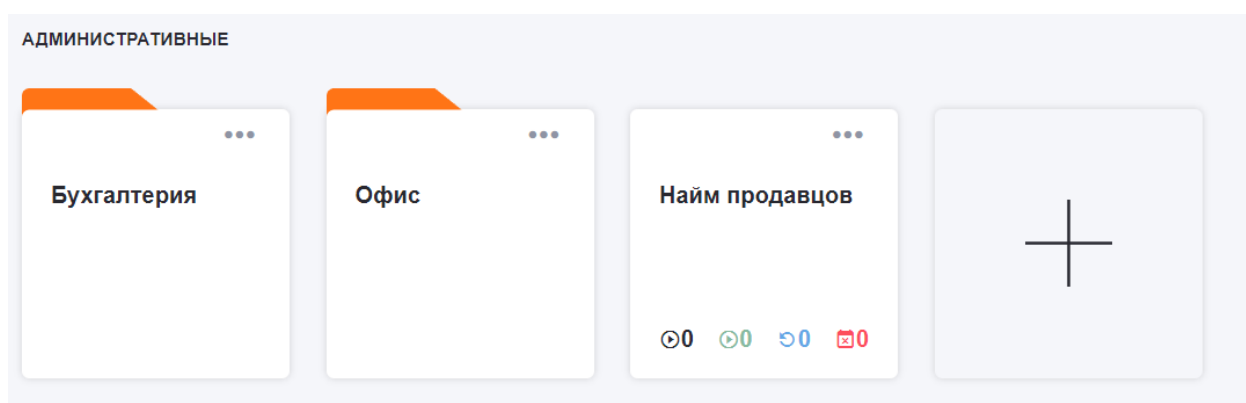 АДМИНИСТРАТИВНЫЕ
Бухгалтерия
Офис
Найм продавцов
0 0 0 0